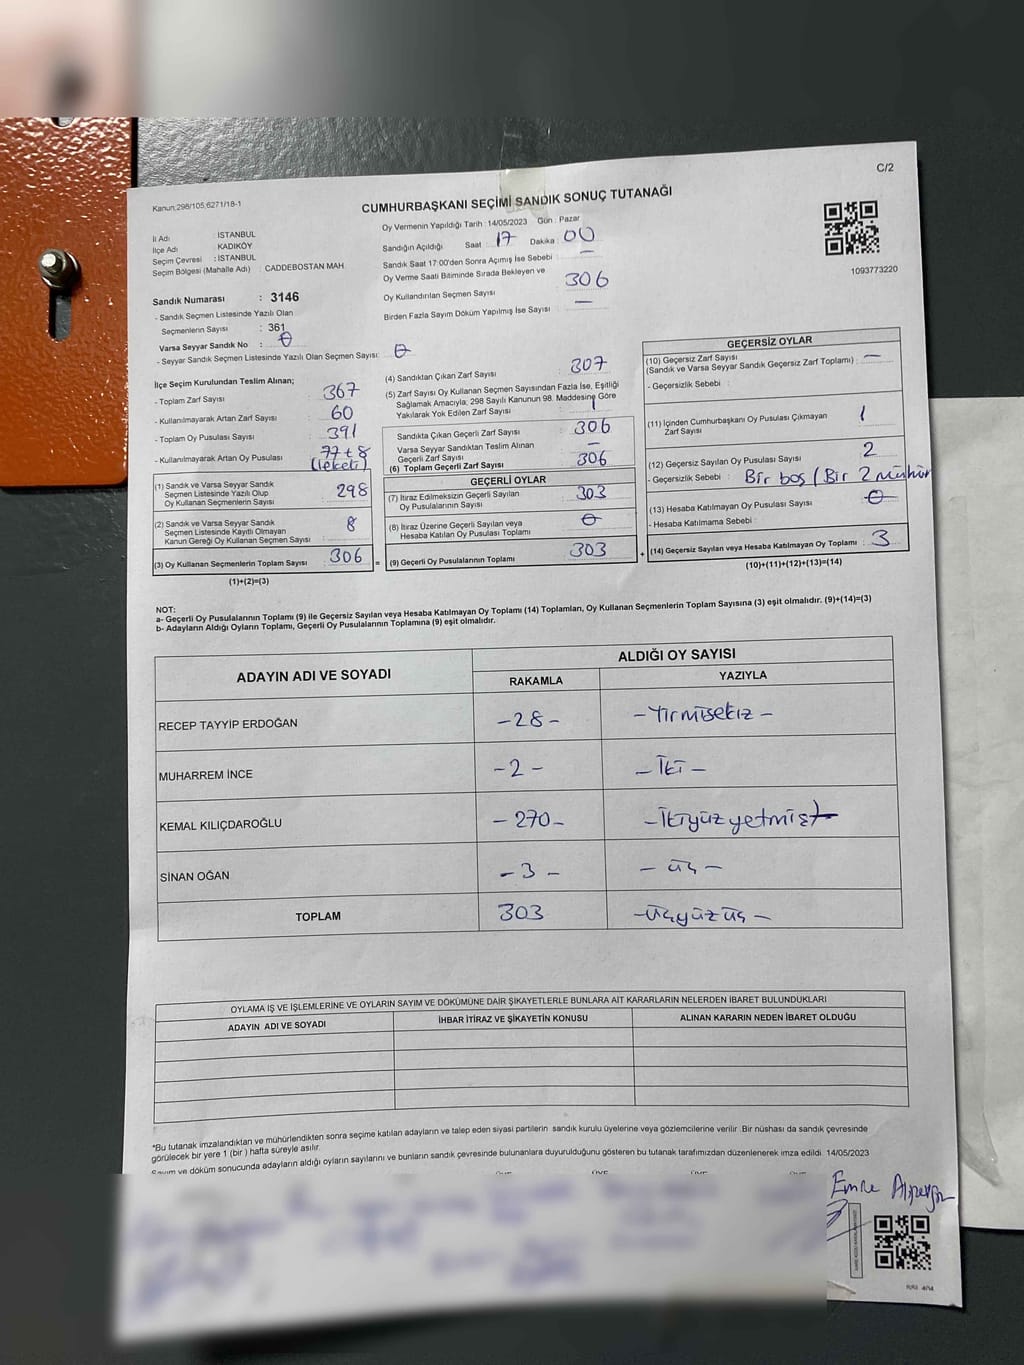 C/2
Kanun:298/105,6271/18-1
CUMHURBAŞKANI SEÇİMİ SANDIK SONUÇ TUTANAĞI
İl Adı : İSTANBUL
İlçe Adı : KADIKÖY
Seçim Çevresi : İSTANBUL
Seçim Bölgesi (Mahalle Adı) : CADDEBOSTAN MAH.
Sandık Numarası : 3146
- Sandık Seçmen Listesinde Yazılı Olan
Seçmenlerin Sayısı : 361
Varsa Seyyar Sandık No : 0
- Seyyar Sandık Seçmen Listesinde Yazılı Olan Seçmen Sayısı: 0
Oy Vermenin Yapıldığı Tarih :14/05/2023 Gün : Pazar
Sandığın Açıldığı Saat : 17 Dakika : 00
Sandık Saat 17:00'den Sonra Açımış İse Sebebi : —
Oy Verme Saati Bitiminde Sırada Bekleyen ve
Oy Kullandırılan Seçmen Sayısı : 306
Birden Fazla Sayım Döküm Yapılmış İse Sayısı : —
1093773220
İlçe Seçim Kurulundan Teslim Alınan;
- Toplam Zarf Sayısı : 367
- Kullanılmayarak Artan Zarf Sayısı : 60
- Toplam Oy Pusulası Sayısı : 391
- Kullanılmayarak Artan Oy Pusulası : 77+8
(lekeli)
(1) Sandık ve Varsa Seyyar Sandık
Seçmen Listesinde Yazılı Olup
Oy Kullanan Seçmenlerin Sayısı : 298
(2) Sandık ve Varsa Seyyar Sandık
Seçmen Listesinde Kayıtlı Olmayan
Kanun Gereği Oy Kullanan Seçmen Sayısı : 8
(3) Oy Kullanan Seçmenlerin Toplam Sayısı : 306
(1)+(2)=(3)
(4) Sandıktan Çıkan Zarf Sayısı : 307
(5) Zarf Sayısı Oy Kullanan Seçmen Sayısından Fazla İse, Eşitliği
Sağlamak Amacıyla; 298 Sayılı Kanunun 98. Maddesine Göre
Yakılarak Yok Edilen Zarf Sayısı : 1
Sandıkta Çıkan Geçerli Zarf Sayısı : 306
Varsa Seyyar Sandıktan Teslim Alınan
Geçerli Zarf Sayısı : —
(6) Toplam Geçerli Zarf Sayısı : 306
GEÇERLİ OYLAR
(7) İtiraz Edilmeksizin Geçerli Sayılan
Oy Pusulalarının Sayısı : 303
(8) İtiraz Üzerine Geçerli Sayılan veya
Hesaba Katılan Oy Pusulası Toplamı : 0
= (9) Geçerli Oy Pusulalarının Toplamı : 303
GEÇERSİZ OYLAR
(10) Geçersiz Zarf Sayısı
(Sandık ve Varsa Seyyar Sandık Geçersiz Zarf Toplamı) : —
- Geçersizlik Sebebi :
(11) İçinden Cumhurbaşkanı Oy Pusulası Çıkmayan
Zarf Sayısı : 1
(12) Geçersiz Sayılan Oy Pusulası Sayısı : 2
- Geçersizlik Sebebi : Bir boş / Bir 2 mühür
(13) Hesaba Katılmayan Oy Pusulası Sayısı : 0
- Hesaba Katılmama Sebebi :
+ (14) Geçersiz Sayılan veya Hesaba Katılmayan Oy Toplamı : 3
(10)+(11)+(12)+(13)=(14)
NOT:
a- Geçerli Oy Pusulalarının Toplamı (9) ile Geçersiz Sayılan veya Hesaba Katılmayan Oy Toplamı (14) Toplamları, Oy Kullanan Seçmenlerin Toplam Sayısına (3) eşit olmalıdır. (9)+(14)=(3)
b- Adayların Aldığı Oyların Toplamı, Geçerli Oy Pusulalarının Toplamına (9) eşit olmalıdır.
ADAYIN ADI VE SOYADI ALDIĞI OY SAYISI
RAKAMLA YAZIYLA
RECEP TAYYİP ERDOĞAN -28- -Yirmisekiz-
MUHARREM İNCE -2- -İki-
KEMAL KILIÇDAROĞLU -270- -İkiyüzyetmiş-
SİNAN OĞAN -3- -üç-
TOPLAM 303 -üçyüzüç-
OYLAMA İŞ VE İŞLEMLERİNE VE OYLARIN SAYIM VE DÖKÜMÜNE DAİR ŞİKAYETLERLE BUNLARA AİT KARARLARIN NELERDEN İBARET BULUNDUKLARI
ADAYIN ADI VE SOYADI İHBAR İTİRAZ VE ŞİKAYETİN KONUSU ALINAN KARARIN NEDEN İBARET OLDUĞU
*Bu tutanak imzalandıktan ve mühürlendikten sonra seçime katılan adayların ve talep eden siyasi partilerin sandık kurulu üyelerine veya gözlemcilerine verilir. Bir nüshası da sandık çevresinde
görülecek bir yere 1 (bir) hafta süreyle asılır.
Sayım ve döküm sonucunda adayların aldığı oyların sayılarını ve bunların sandık çevresinde bulunanlara duyurulduğunu gösteren bu tutanak tarafımızdan düzenlenerek imza edildi. 14/05/2023
Emre